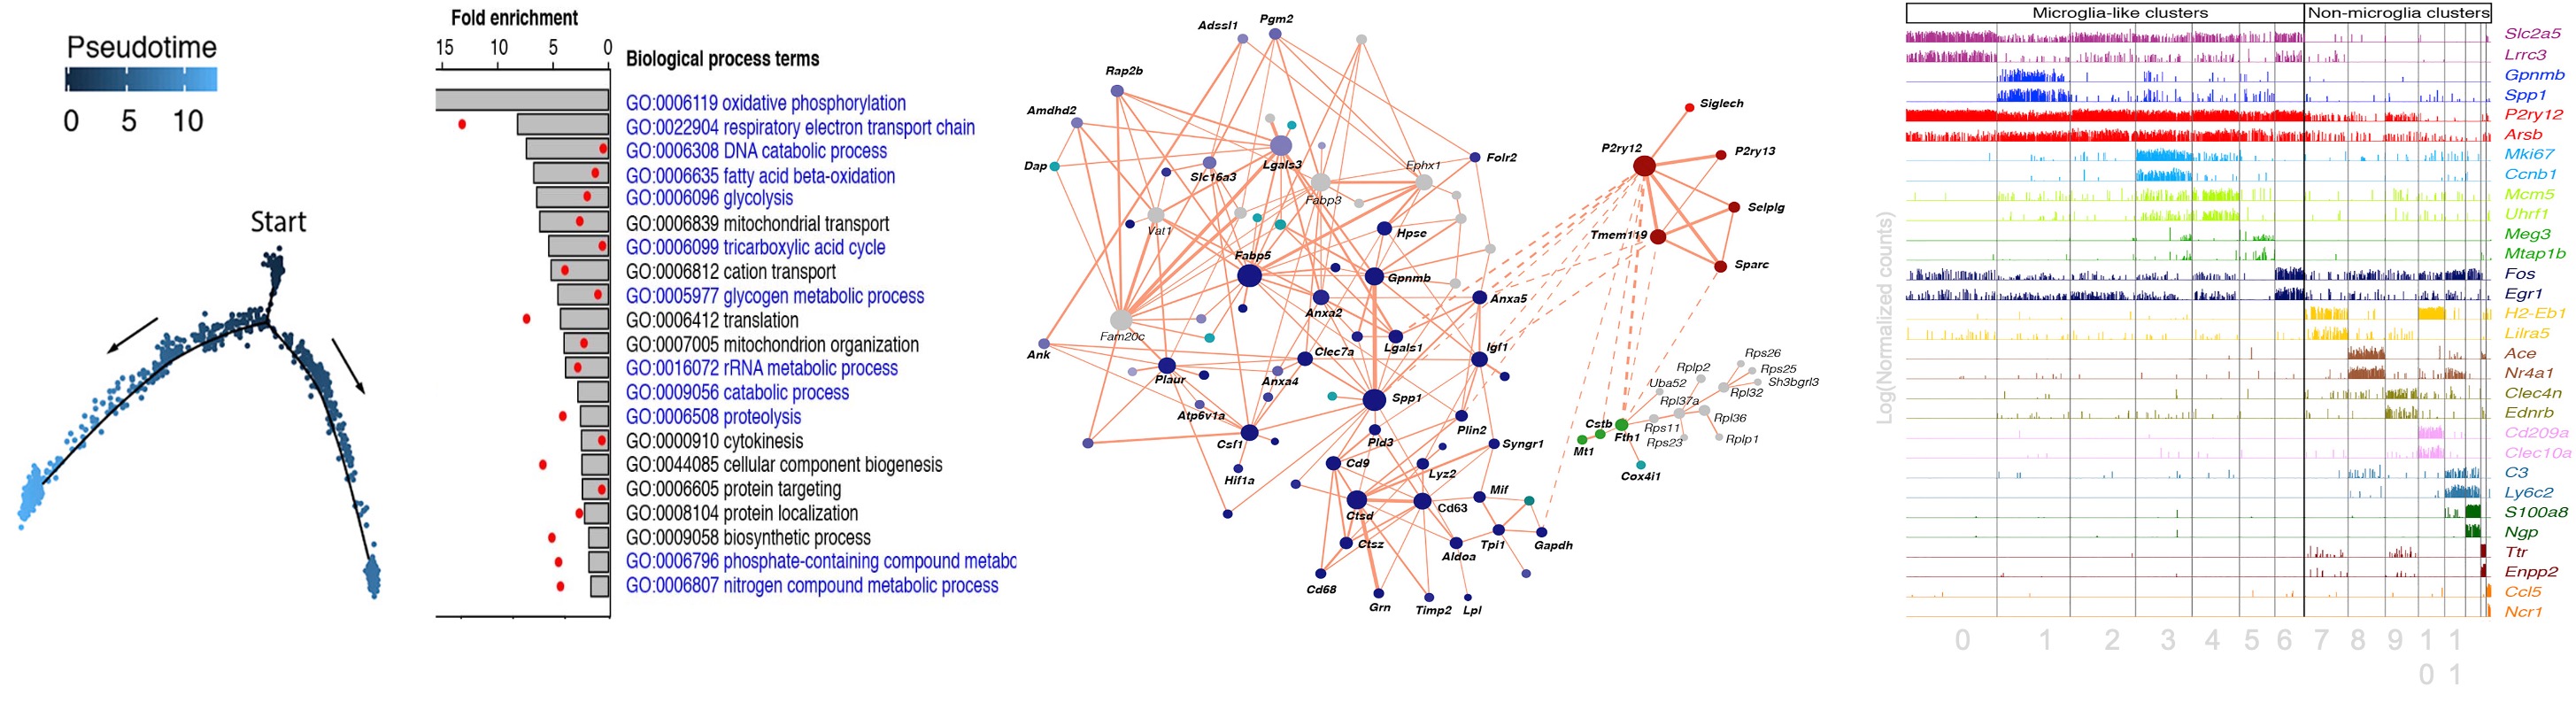 Pseudotime
0 5 10
Start
Fold enrichment
15 10 5 0
Biological process terms
GO:0006119 oxidative phosphorylation
GO:0022904 respiratory electron transport chain
GO:0006308 DNA catabolic process
GO:0006635 fatty acid beta-oxidation
GO:0006096 glycolysis
GO:0006839 mitochondrial transport
GO:0006099 tricarboxylic acid cycle
GO:0006812 cation transport
GO:0005977 glycogen metabolic process
GO:0006412 translation
GO:0007005 mitochondrion organization
GO:0016072 rRNA metabolic process
GO:0009056 catabolic process
GO:0006508 proteolysis
GO:0000910 cytokinesis
GO:0044085 cellular component biogenesis
GO:0006605 protein targeting
GO:0008104 protein localization
GO:0009058 biosynthetic process
GO:0006796 phosphate-containing compound metabc
GO:0006807 nitrogen compound metabolic process
Adssl1
Pgm2
Rap2b
Amdhd2
Dap
Lgals3
Slc16a3
Ephx1
Folr2
Fabp3
Vat1
Hpse
Fabp5
Gpnmb
Anxa5
Anxa2
Fam20c
Ank
Lgals1
Igf1
Clec7a
Plaur
Anxa4
Spp1
Atp6v1a
Csf1
Pld3
Plin2
Syngr1
Cd9
Lyz2
Hif1a
Mif
Ctsd
Cd63
Ctsz
Aldoa
Tpi1
Gapdh
Cd68
Grn
Timp2
Lpl
Siglech
P2ry12
P2ry13
Selplg
Tmem119
Sparc
Rps26
Rplp2
Rps25
Uba52
Sh3bgrl3
Rpl32
Rpl37a
Rpl36
Cstb
Rps11
Fth1
Rps23
Rplp1
Mt1
Cox4i1
Microglia-like clusters
Non-microglia clusters
Log(Normalized counts)
Slc2a5
Lrrc3
Gpnmb
Spp1
P2ry12
Arsb
Mki67
Ccnb1
Mcm5
Uhrf1
Meg3
Mtap1b
Fos
Egr1
H2-Eb1
Lilra5
Ace
Nr4a1
Clec4n
Ednrb
Cd209a
Clec10a
C3
Ly6c2
S100a8
Ngp
Ttr
Enpp2
Ccl5
Ncr1
0 1 2 3 4 5 6 7 8 9 1 1
0 1